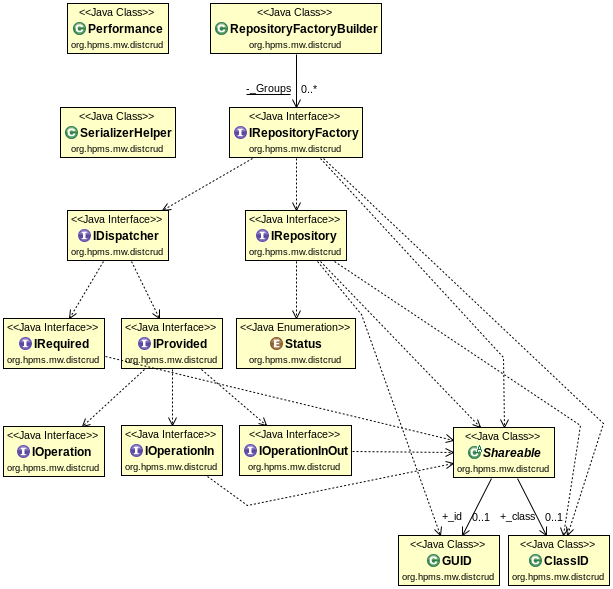 <<Java Class>>
Performance
org.hpms.mw.distcrud
<<Java Class>>
RepositoryFactoryBuilder
org.hpms.mw.distcrud
-_Groups
0..*
<<Java Class>>
SerializerHelper
org.hpms.mw.distcrud
<<Java Interface>>
IRepositoryFactory
org.hpms.mw.distcrud
<<Java Interface>>
IDispatcher
org.hpms.mw.distcrud
<<Java Interface>>
IRepository
org.hpms.mw.distcrud
<<Java Interface>>
IRequired
org.hpms.mw.distcrud
<<Java Interface>>
IProvided
org.hpms.mw.distcrud
<<Java Enumeration>>
Status
org.hpms.mw.distcrud
<<Java Interface>>
IOperation
org.hpms.mw.distcrud
<<Java Interface>>
IOperationIn
org.hpms.mw.distcrud
<<Java Interface>>
IOperationInOut
org.hpms.mw.distcrud
<<Java Class>>
Shareable
org.hpms.mw.distcrud
+_id
0..1
+_class
0..1
<<Java Class>>
GUID
org.hpms.mw.distcrud
<<Java Class>>
ClassID
org.hpms.mw.distcrud